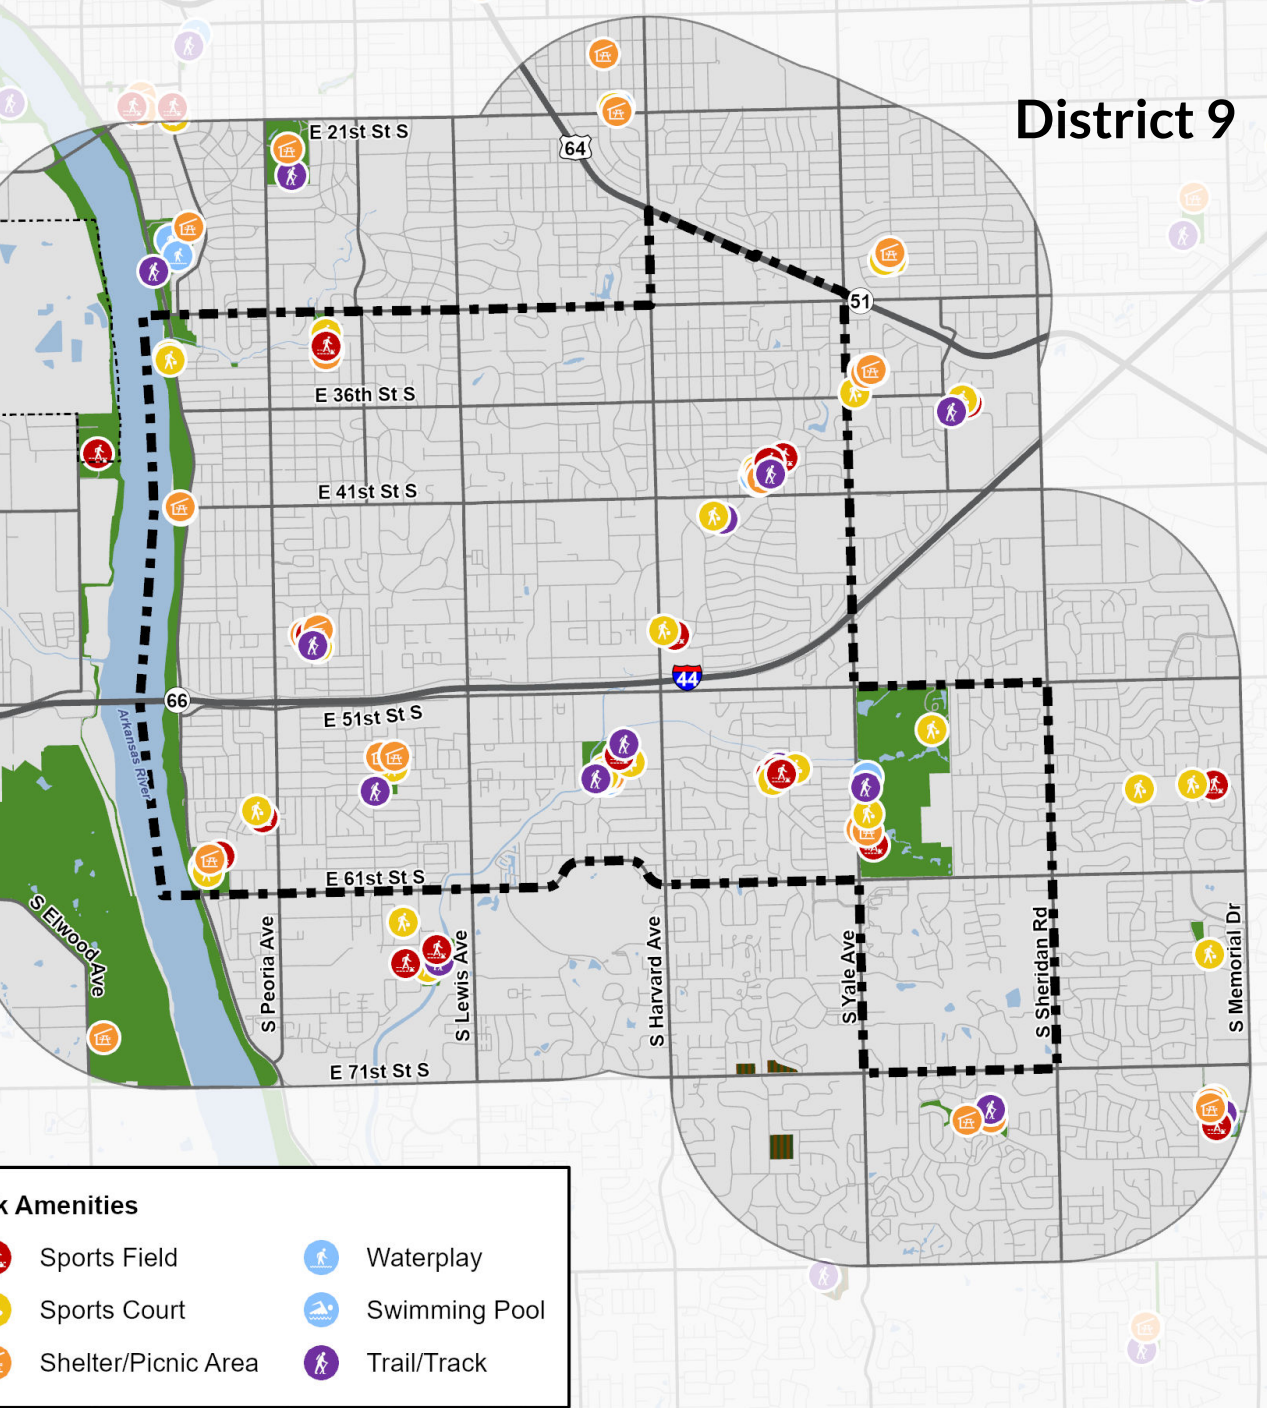 District 9
E 21st St S
64
51
E 36th St S
E 41st St S
44
66
E 51st St S
Arkansas River
E 61st St S
S Elwood Ave
S Peoria Ave
S Lewis Ave
S Harvard Ave
S Yale Ave
S Sheridan Rd
S Memorial Dr
E 71st St S
k Amenities
Sports Field
Waterplay
Sports Court
Swimming Pool
Shelter/Picnic Area
Trail/Track